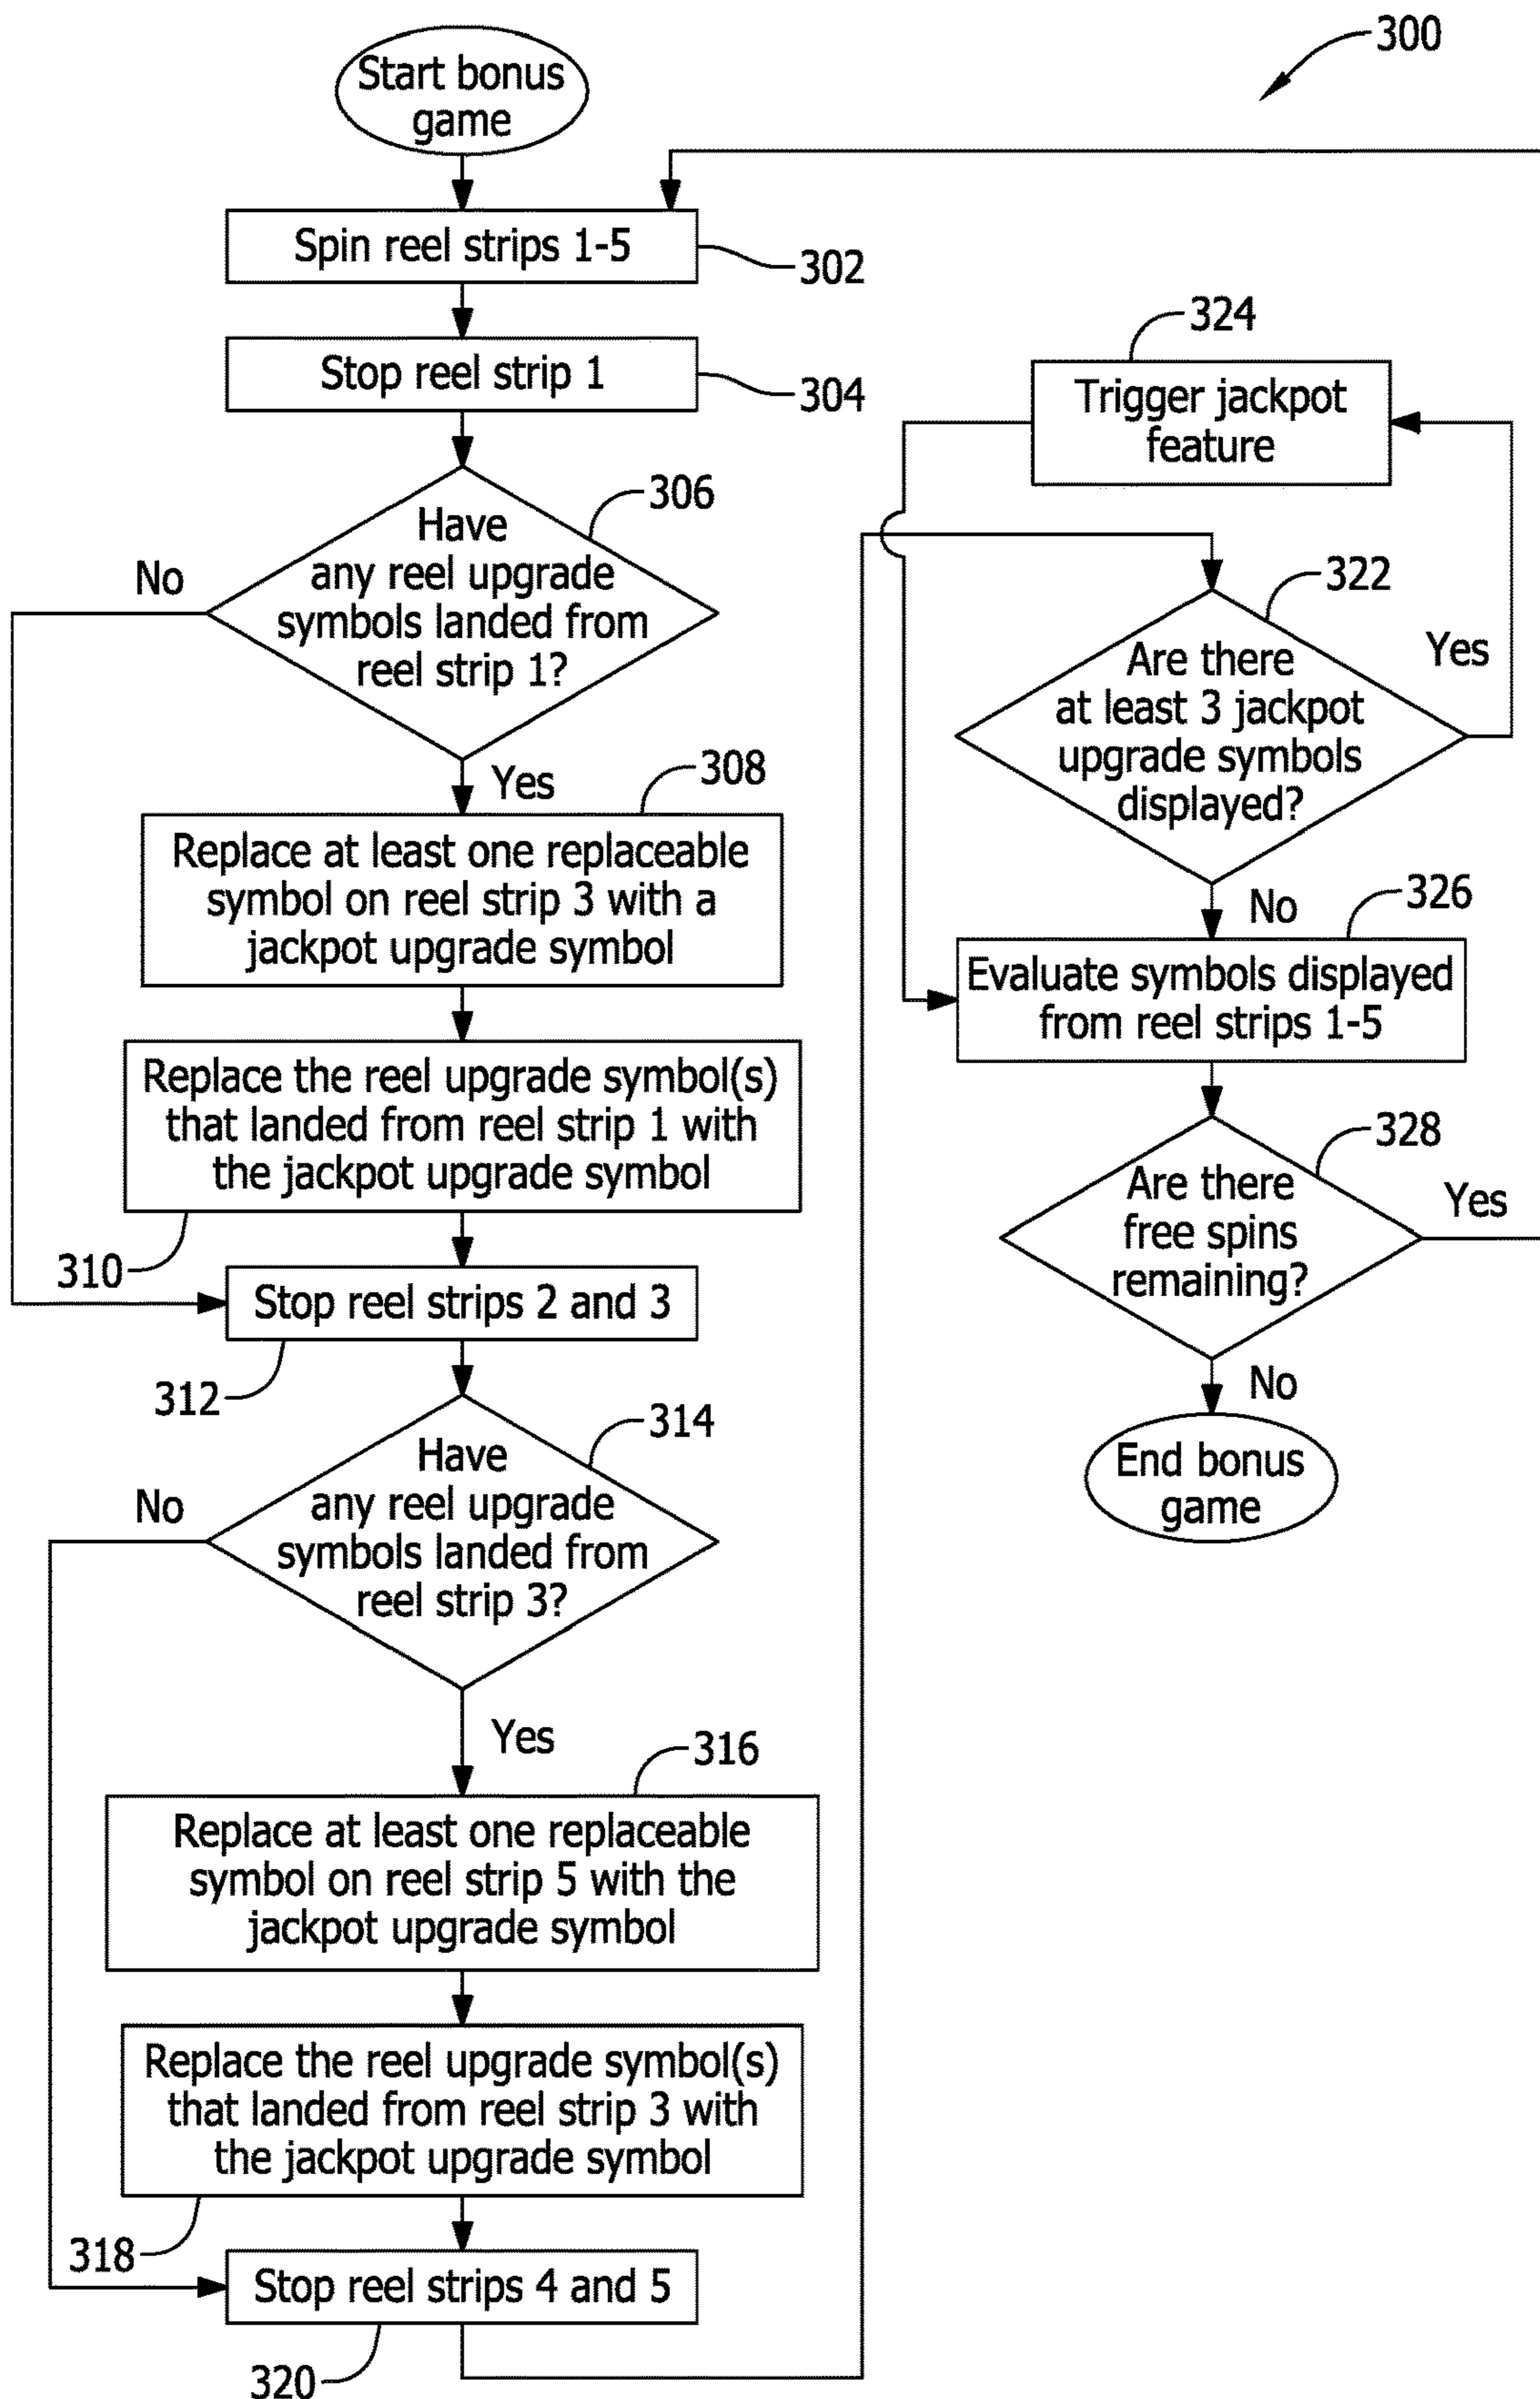 300
Start bonus
game
Spin reel strips 1-5
302
Stop reel strip 1
304
306
Have
any reel upgrade
symbols landed from
reel strip 1?
No
Yes
308
Replace at least one replaceable
symbol on reel strip 3 with a
jackpot upgrade symbol
Replace the reel upgrade symbol(s)
that landed from reel strip 1 with
the jackpot upgrade symbol
310
Stop reel strips 2 and 3
312
314
Have
any reel upgrade
symbols landed from
reel strip 3?
No
Yes
316
Replace at least one replaceable
symbol on reel strip 5 with the
jackpot upgrade symbol
Replace the reel upgrade symbol(s)
that landed from reel strip 3 with
the jackpot upgrade symbol
318
Stop reel strips 4 and 5
320
324
Trigger jackpot
feature
322
Are there
at least 3 jackpot
upgrade symbols
displayed?
Yes
No
326
Evaluate symbols displayed
from reel strips 1-5
328
Are there
free spins
remaining?
Yes
No
End bonus
game